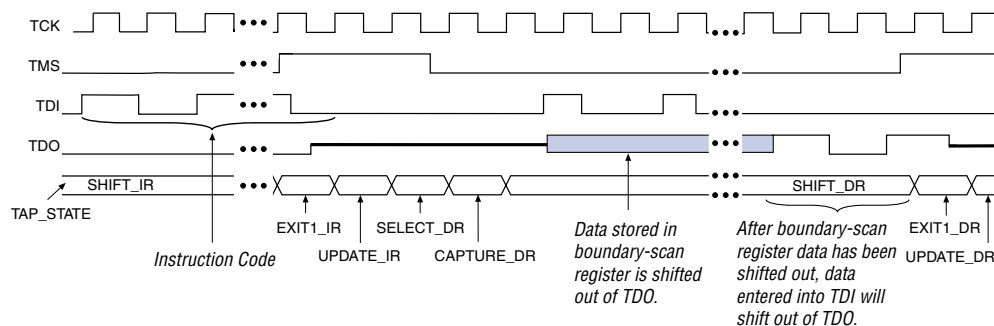 TCK
TMS
TDI
TDO
SHIFT_IR
SHIFT_DR
TAP_STATE
EXIT1_IR
SELECT_DR
EXIT1_DR
Instruction Code
UPDATE_IR
CAPTURE_DR
UPDATE_DR
Data stored in
boundary-scan
register is shifted
out of TDO.
After boundary-scan
register data has been
shifted out, data
entered into TDI will
shift out of TDO.